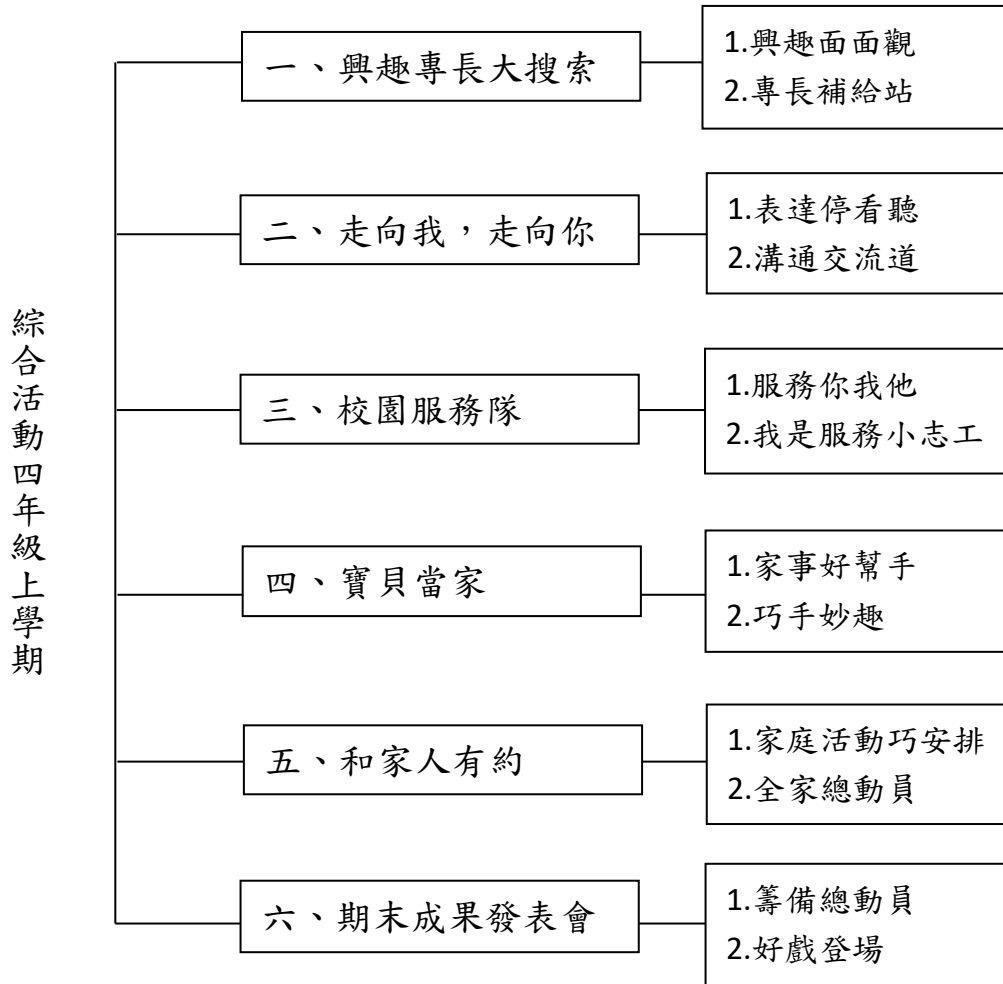 綜合活動四年級上學期
一、興趣專長大搜索
1.興趣面面觀
2.專長補給站
二、走向我，走向你
1.表達停看聽
2.溝通交流道
三、校園服務隊
1.服務你我他
2.我是服務小志工
四、寶貝當家
1.家事好幫手
2.巧手妙趣
五、和家人有約
1.家庭活動巧安排
2.全家總動員
六、期末成果發表會
1.籌備總動員
2.好戲登場